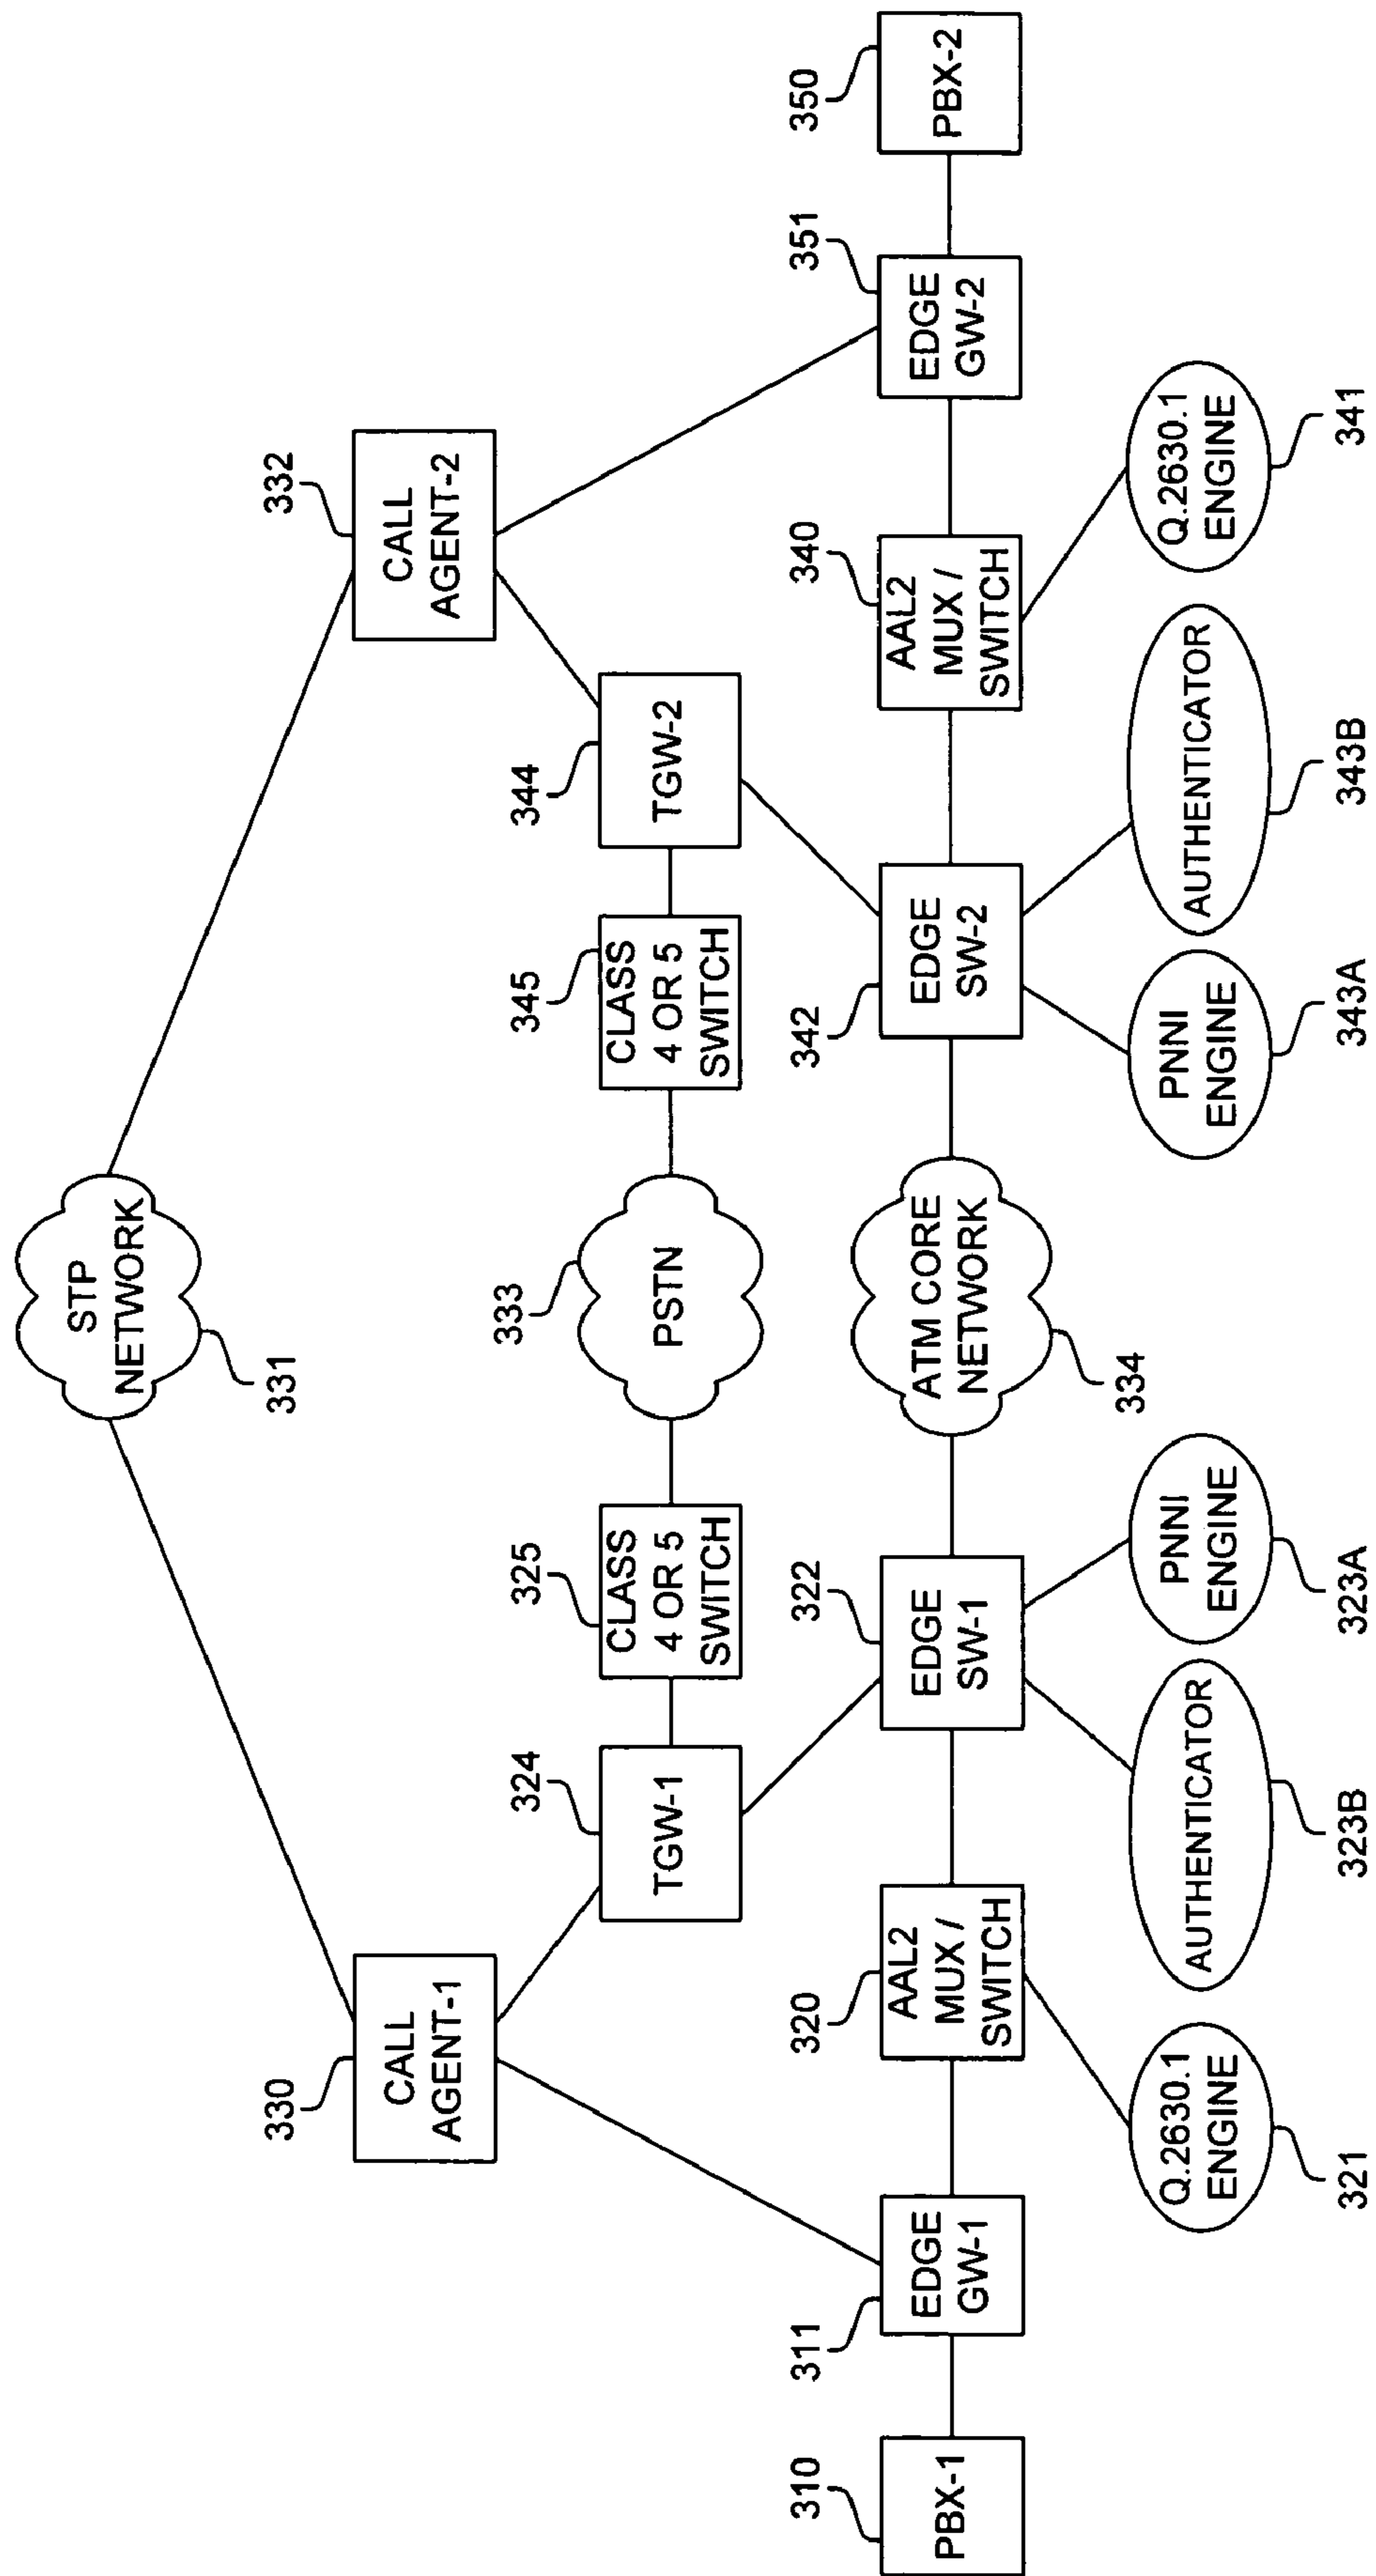 STP
NETWORK
331
330
CALL
AGENT-1
332
CALL
AGENT-2
324
TGW-1
325
CLASS
4 OR 5
SWITCH
333
PSTN
345
CLASS
4 OR 5
SWITCH
344
TGW-2
310
PBX-1
311
EDGE
GW-1
320
AAL2
MUX /
SWITCH
322
EDGE
SW-1
ATM CORE
NETWORK
334
342
EDGE
SW-2
340
AAL2
MUX /
SWITCH
351
EDGE
GW-2
350
PBX-2
Q.2630.1
ENGINE
321
AUTHENTICATOR
323B
PNNI
ENGINE
323A
PNNI
ENGINE
343A
AUTHENTICATOR
343B
Q.2630.1
ENGINE
341